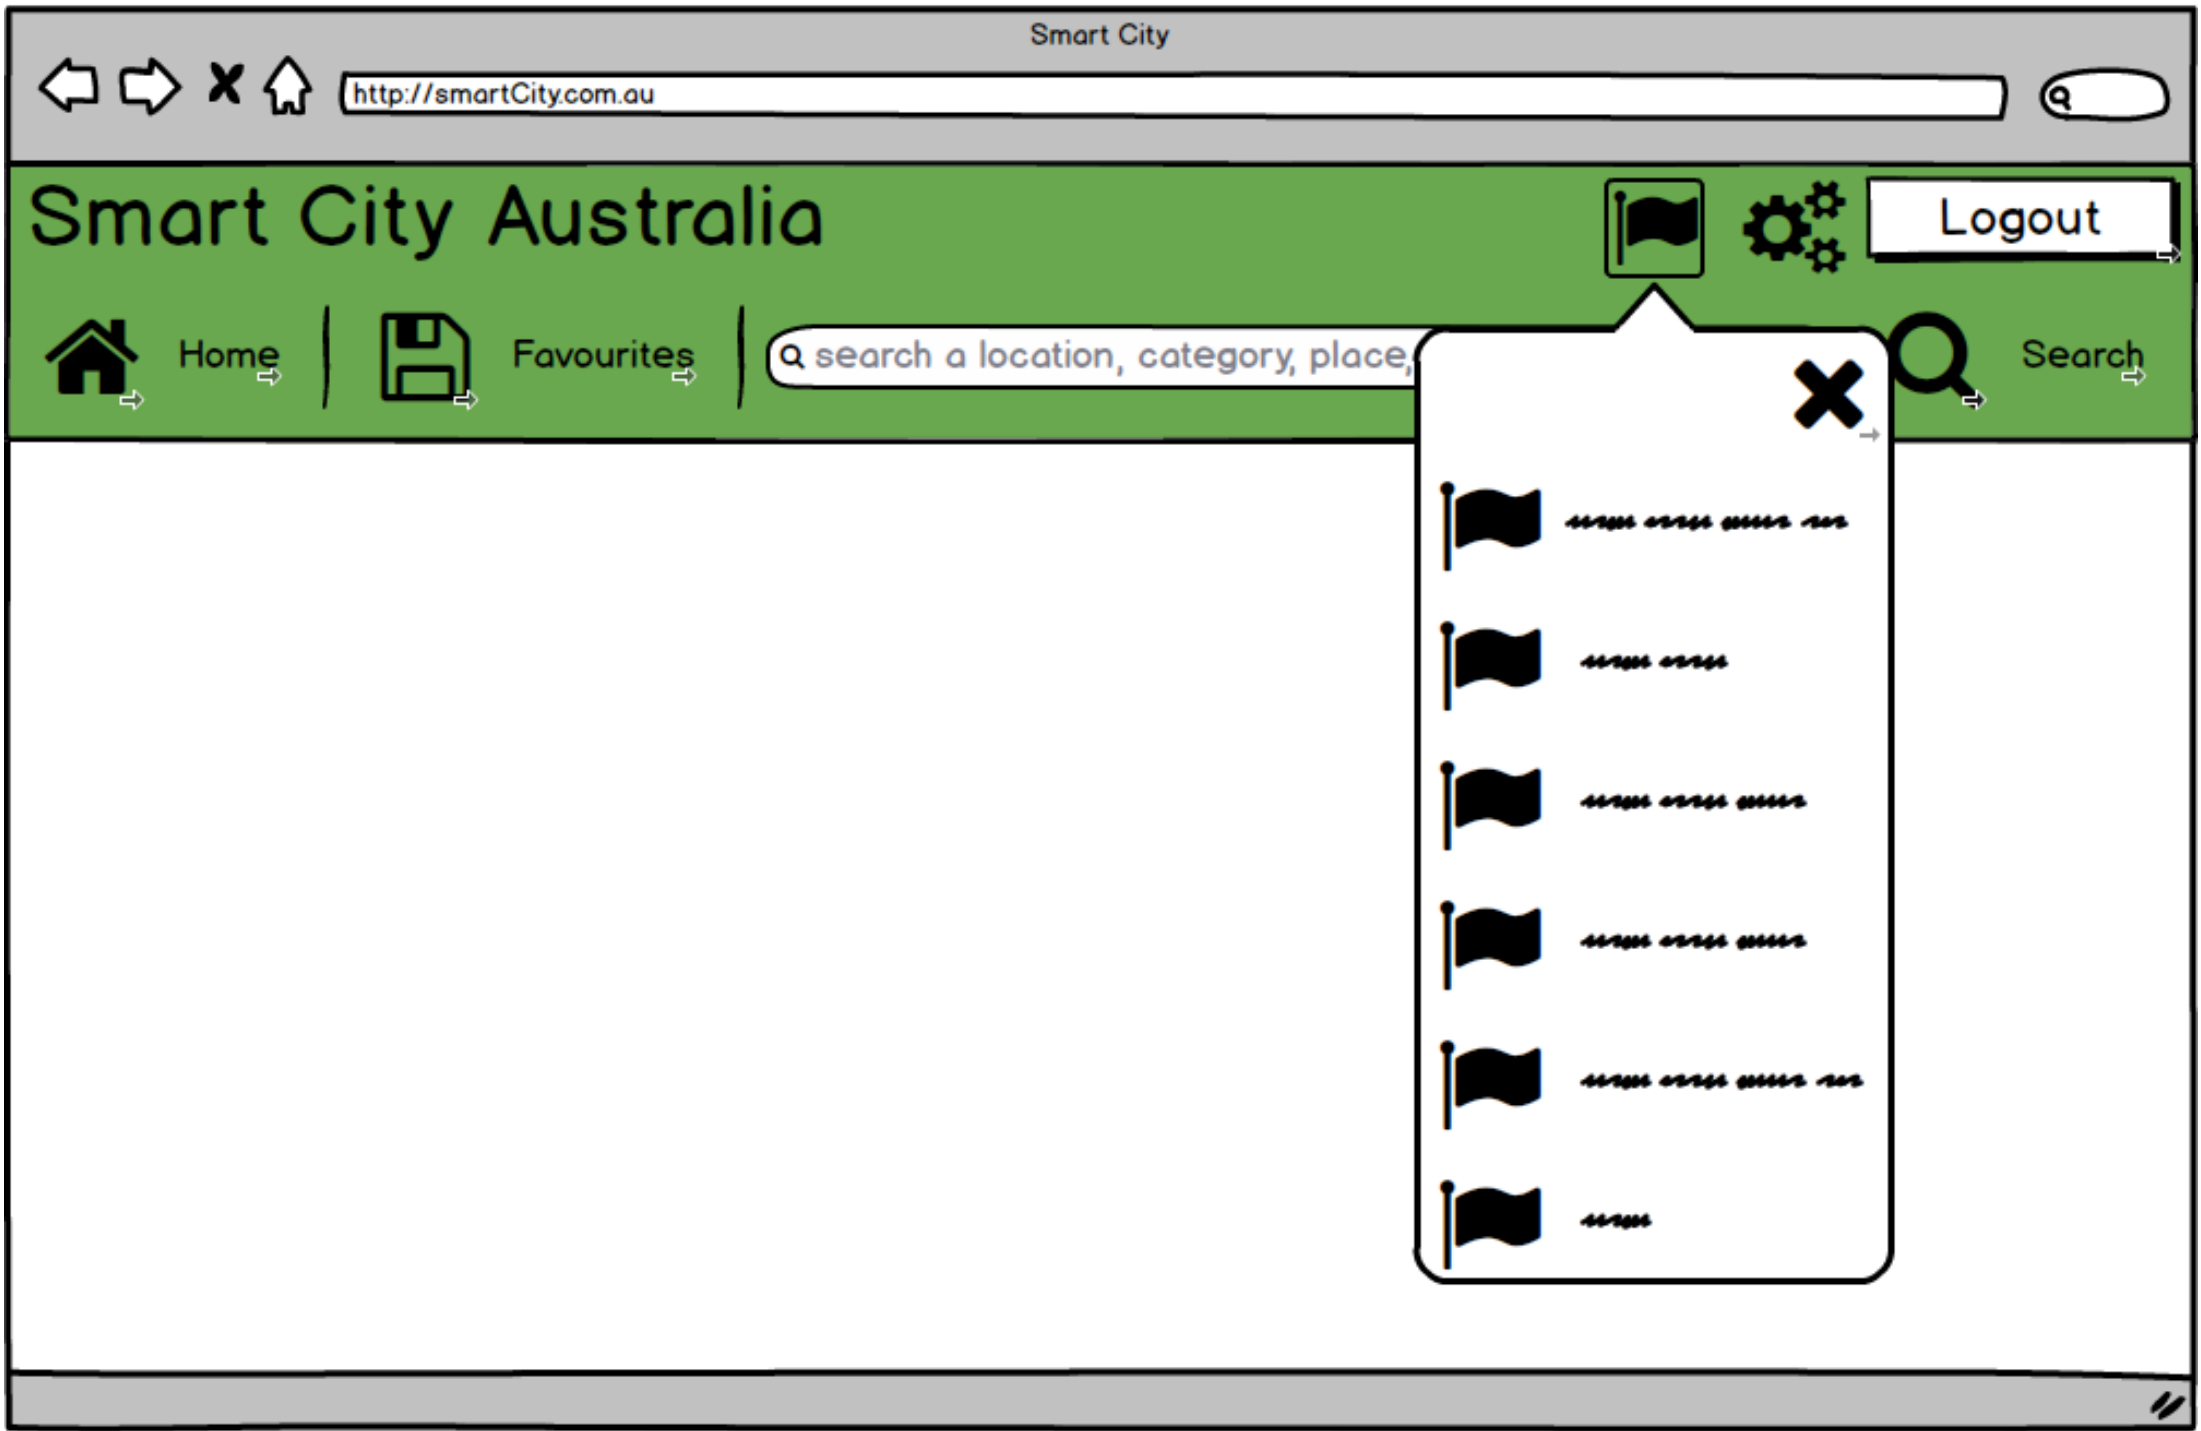 Smart City
http://smartCity.com.au
Smart City Australia
Logout
Home
Favourites
search a location, category, place,
Search